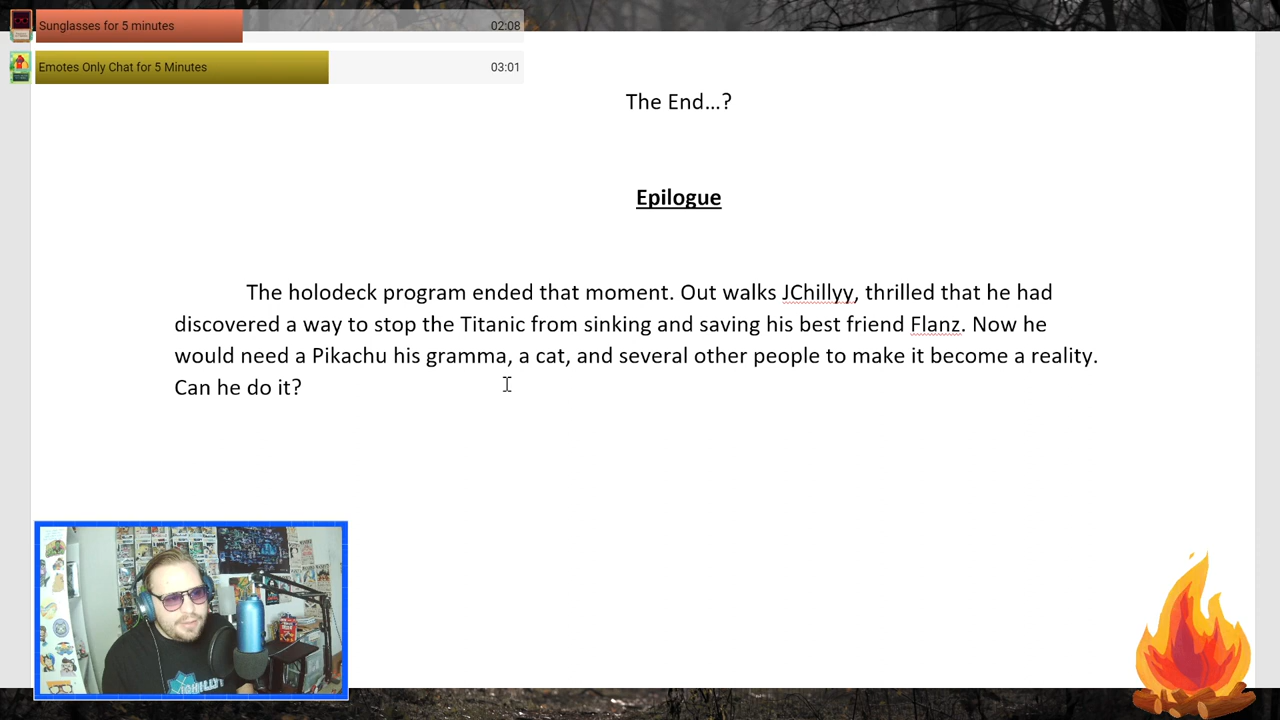 Sunglasses for 5 minutes 02:08
Emotes Only Chat for 5 Minutes 03:01
The End...?
Epilogue
The holodeck program ended that moment. Out walks JChillyy, thrilled that he had
discovered a way to stop the Titanic from sinking and saving his best friend Flanz. Now he
would need a Pikachu his gramma, a cat, and several other people to make it become a reality.
Can he do it?